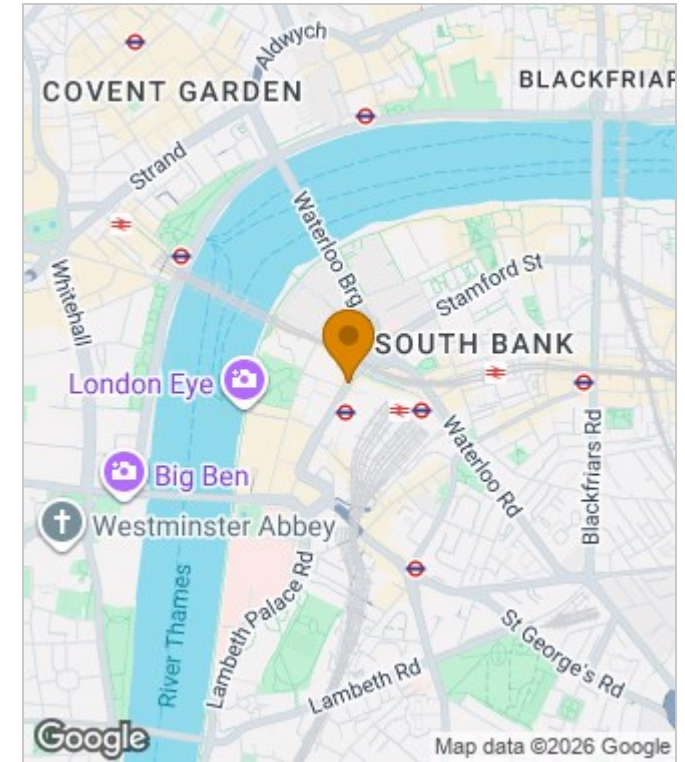 Aldwych
COVENT GARDEN
BLACKFRIAR
Strand
Waterloo Brg
Whitehall
Stamford St
SOUTH BANK
London Eye
Waterloo Rd
Blackfriars Rd
Big Ben
Westminster Abbey
River Thames
Lambeth Palace Rd
St George's Rd
Lambeth Rd
Google
Map data ©2026 Google